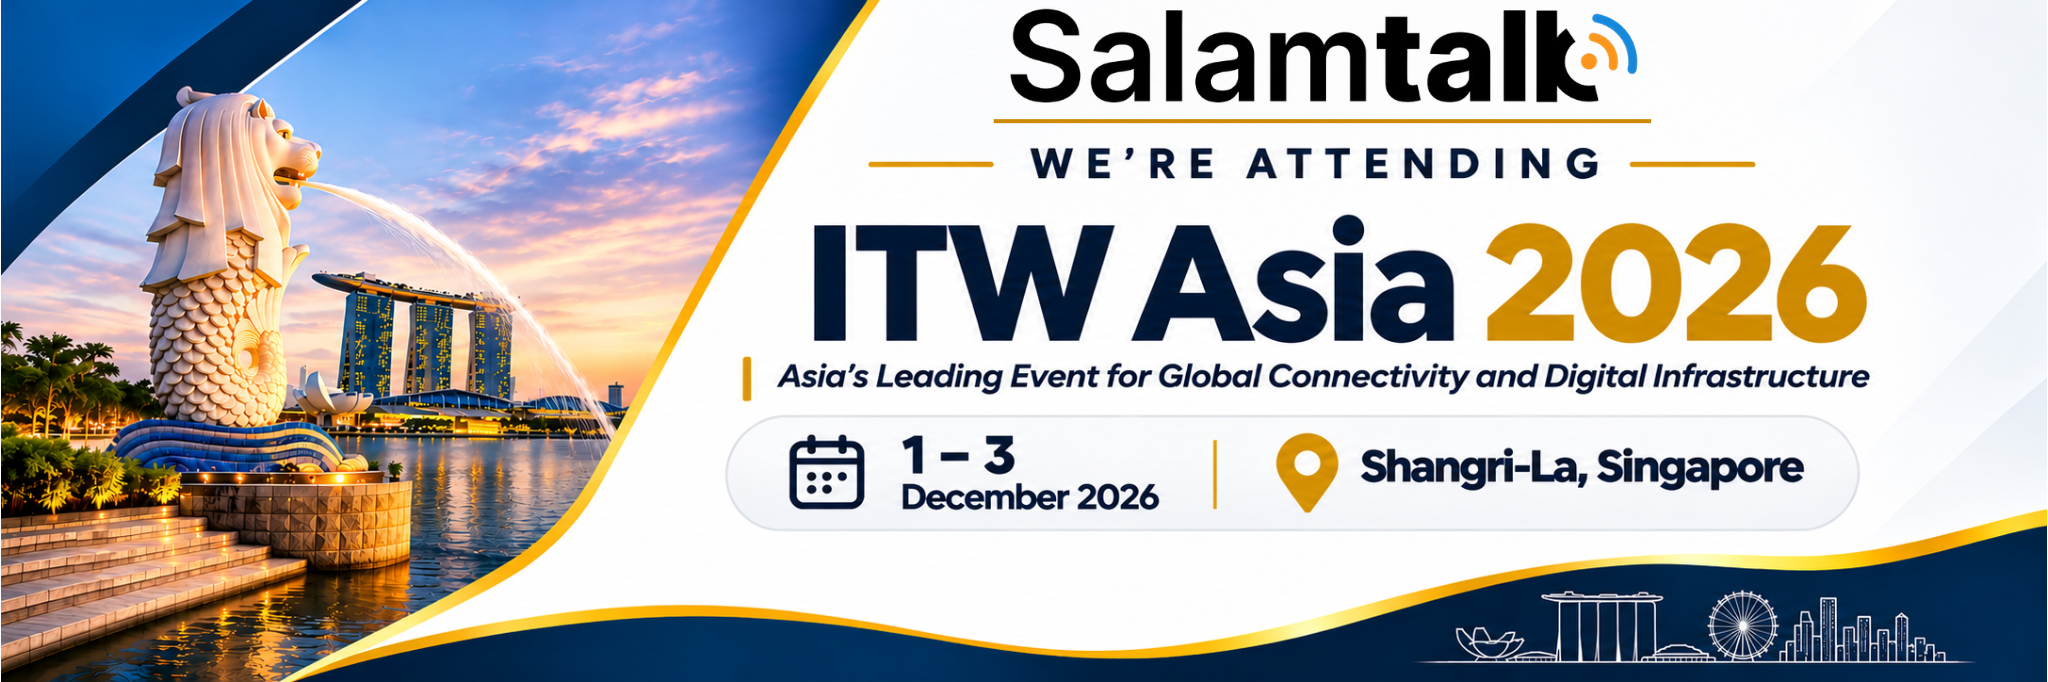 Salamtalk
WE'RE ATTENDING
ITW Asia 2026
Asia's Leading Event for Global Connectivity and Digital Infrastructure
1 – 3
December 2026
Shangri-La, Singapore